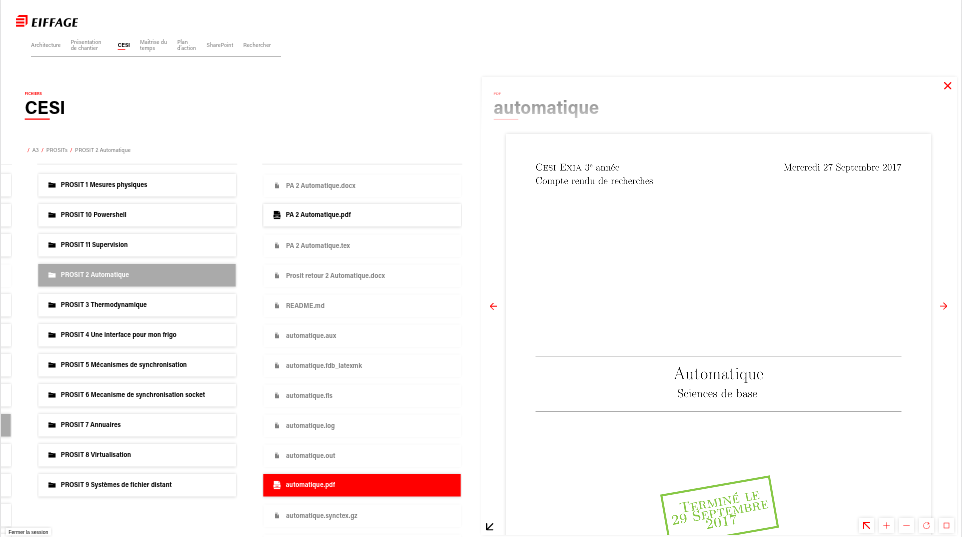 EIFFAGE
Architecture
Présentation
de chantier
CESI
Maîtrise du
temps
Plan
d'action
SharePoint
Rechercher
FICHIERS
CESI
/ A3 / PROSITs / PROSIT 2 Automatique
PROSIT 1 Mesures physiques
PROSIT 10 Powershell
PROSIT 11 Supervision
PROSIT 2 Automatique
PROSIT 3 Thermodynamique
PROSIT 4 Une interface pour mon frigo
PROSIT 5 Mécanismes de synchronisation
PROSIT 6 Mecanisme de synchronisation socket
PROSIT 7 Annuaires
PROSIT 8 Virtualisation
PROSIT 9 Systèmes de fichier distant
PA 2 Automatique.docx
PA 2 Automatique.pdf
PA 2 Automatique.tex
Prosit retour 2 Automatique.docx
README.md
automatique.aux
automatique.fdb_latexmk
automatique.fls
automatique.log
automatique.out
automatique.pdf
automatique.synctex.gz
Fermer la session
PDF
automatique
CESI EXIA 3e année
Mercredi 27 Septembre 2017
Compte rendu de recherches
Automatique
Sciences de base
TERMINÉ LE
29 SEPTEMBRE
2017